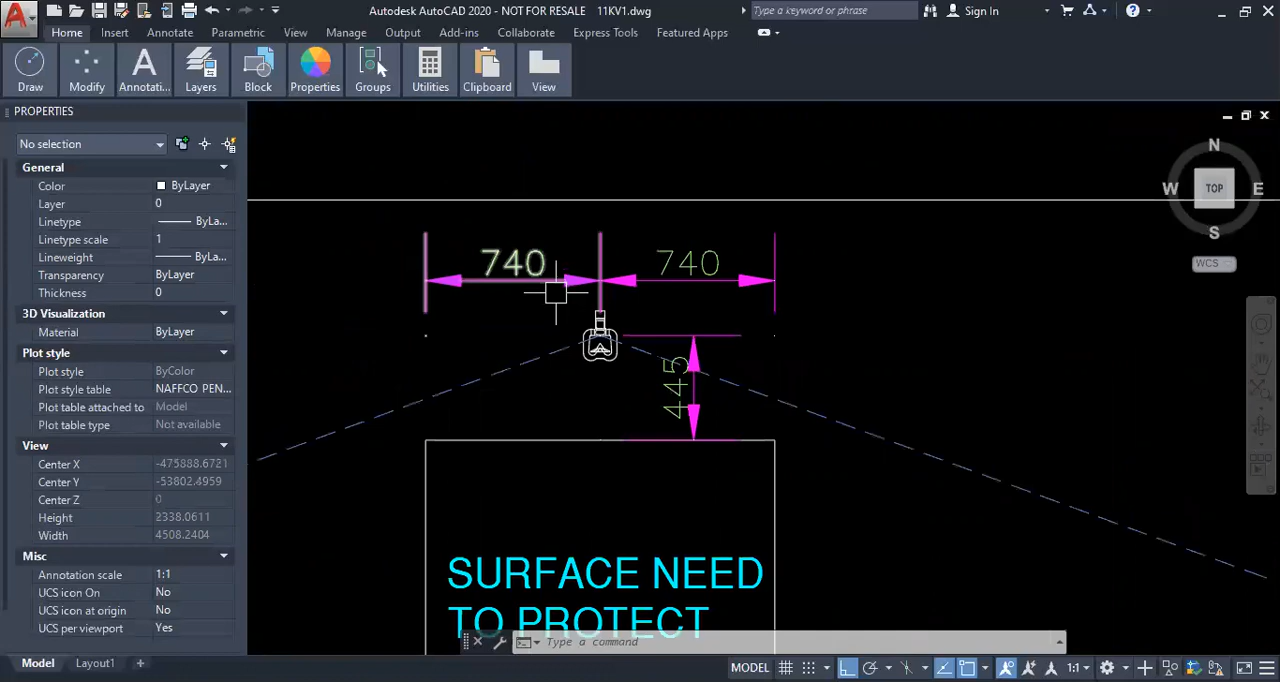 Autodesk AutoCAD 2020 - NOT FOR RESALE 11KV1.dwg
Type a keyword or phrase
Sign In
Home Insert Annotate Parametric View Manage Output Add-ins Collaborate Express Tools Featured Apps
Draw Modify Annotati... Layers Block Properties Groups Utilities Clipboard View
PROPERTIES
No selection
General
Color ByLayer
Layer 0
Linetype ByLa...
Linetype scale 1
Lineweight ByLa...
Transparency ByLayer
Thickness 0
3D Visualization
Material ByLayer
Plot style
Plot style ByColor
Plot style table NAFFCO PEN...
Plot table attached to Model
Plot table type Not available
View
Center X -475888.6721
Center Y -53802.4959
Center Z 0
Height 2338.0611
Width 4508.2404
Misc
Annotation scale 1:1
UCS icon On No
UCS icon at origin No
UCS per viewport Yes
740 740
445
SURFACE NEED
TO PROTECT
N
W TOP E
S
WCS
Type a command
Model Layout1 +
MODEL 1:1